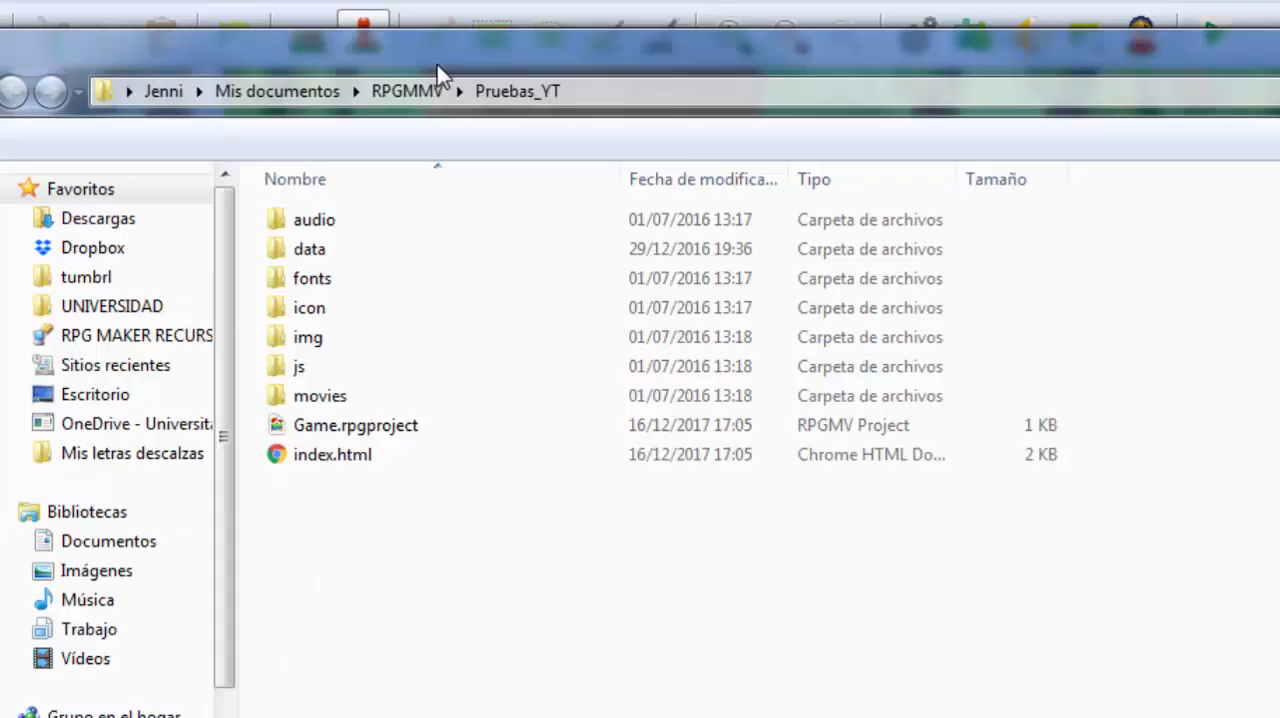 Jenni Mis documentos RPGMMV Pruebas_YT
Nombre Fecha de modifica... Tipo Tamaño
audio 01/07/2016 13:17 Carpeta de archivos
data 29/12/2016 19:36 Carpeta de archivos
fonts 01/07/2016 13:17 Carpeta de archivos
icon 01/07/2016 13:17 Carpeta de archivos
img 01/07/2016 13:18 Carpeta de archivos
js 01/07/2016 13:18 Carpeta de archivos
movies 01/07/2016 13:18 Carpeta de archivos
Game.rpgproject 16/12/2017 17:05 RPGMV Project 1 KB
index.html 16/12/2017 17:05 Chrome HTML Do... 2 KB
Favoritos
Descargas
Dropbox
tumbrl
UNIVERSIDAD
RPG MAKER RECURS
Sitios recientes
Escritorio
OneDrive - Universita
Mis letras descalzas
Bibliotecas
Documentos
Imágenes
Música
Trabajo
Vídeos
Grupo en el hogar